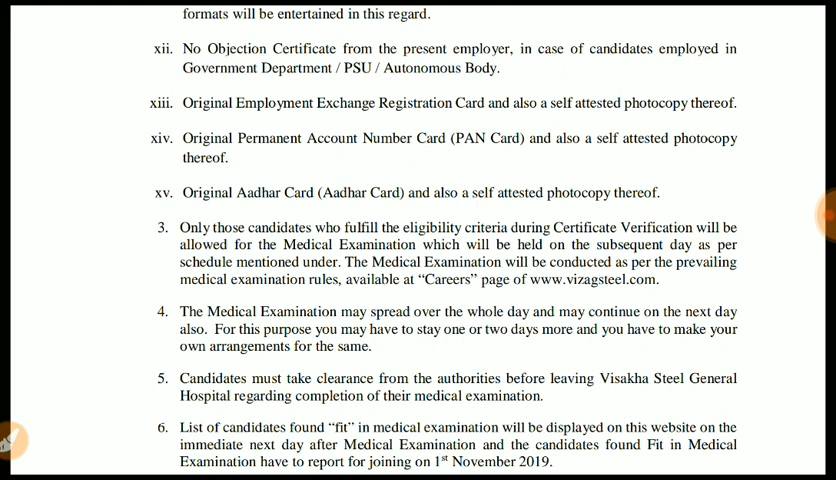 formats will be entertained in this regard.
xii. No Objection Certificate from the present employer, in case of candidates employed in
Government Department / PSU / Autonomous Body.
xiii. Original Employment Exchange Registration Card and also a self attested photocopy thereof.
xiv. Original Permanent Account Number Card (PAN Card) and also a self attested photocopy
thereof.
xv. Original Aadhar Card (Aadhar Card) and also a self attested photocopy thereof.
3. Only those candidates who fulfill the eligibility criteria during Certificate Verification will be
allowed for the Medical Examination which will be held on the subsequent day as per
schedule mentioned under. The Medical Examination will be conducted as per the prevailing
medical examination rules, available at “Careers” page of www.vizagsteel.com.
4. The Medical Examination may spread over the whole day and may continue on the next day
also. For this purpose you may have to stay one or two days more and you have to make your
own arrangements for the same.
5. Candidates must take clearance from the authorities before leaving Visakha Steel General
Hospital regarding completion of their medical examination.
6. List of candidates found “fit” in medical examination will be displayed on this website on the
immediate next day after Medical Examination and the candidates found Fit in Medical
Examination have to report for joining on 1st November 2019.